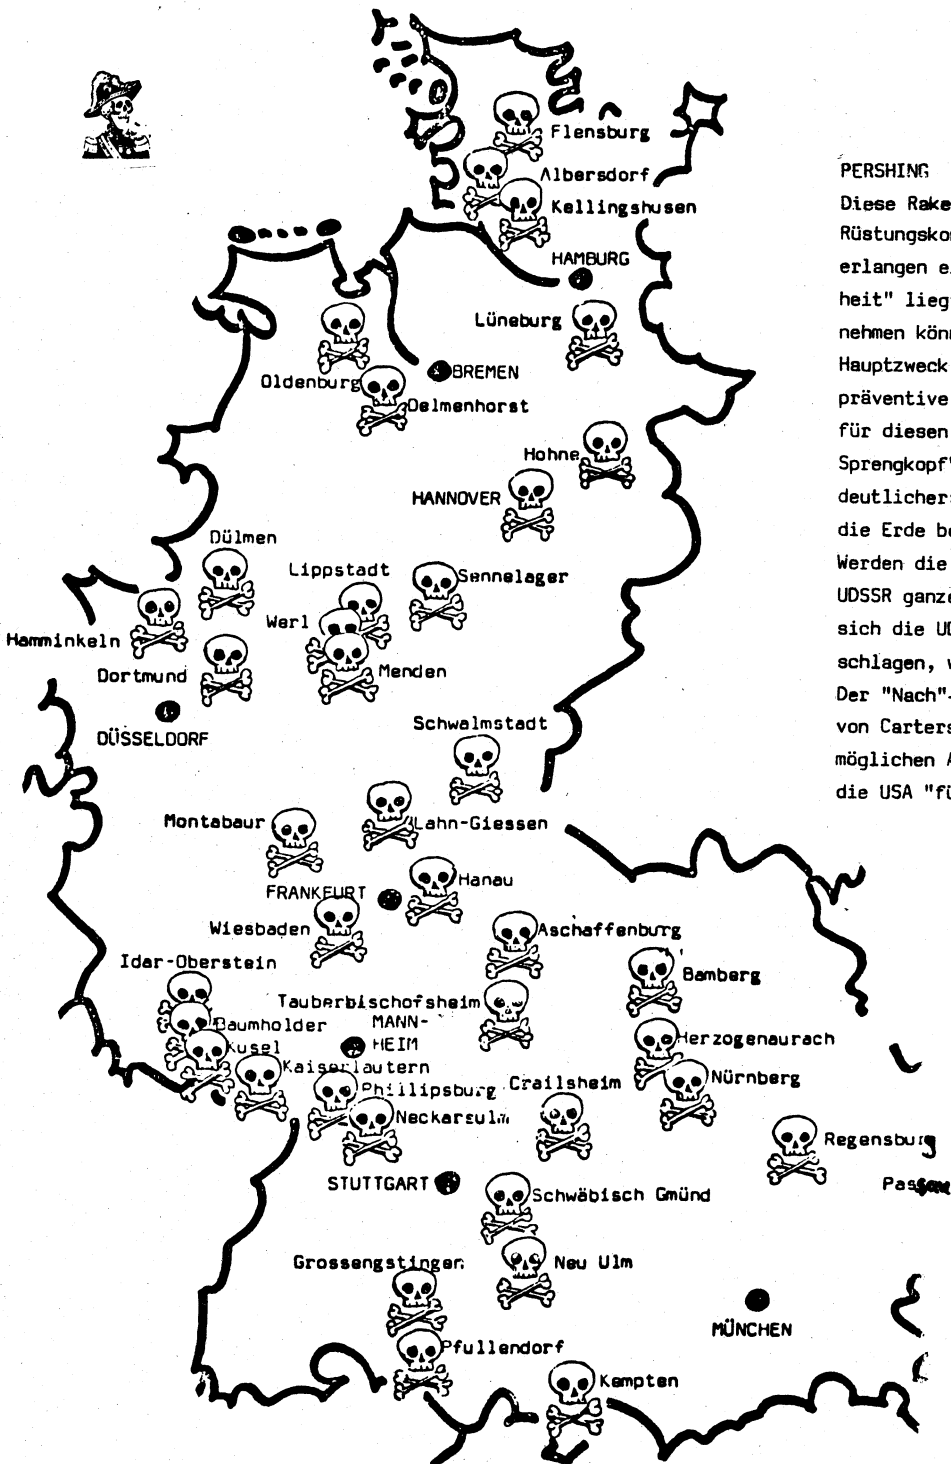 Flensburg
Albersdorf
Kellingshusen
HAMBURG
Lüneburg
Oldenburg
BREMEN
Delmenhorst
Hohne
HANNOVER
Dülmen
Lippstadt
Sennelager
Werl
Hamminkeln
Dortmund
Menden
DÜSSELDORF
Schwalmstadt
Montabaur
Lahn-Giessen
FRANKFURT
Hanau
Wiesbaden
Aschaffenburg
Idar-Oberstein
Bamberg
Tauberbischofsheim
Baumholder
MANN-
HEIM
Kusel
Herzogenaurach
Kaiserlautern
Phillipsburg
Crailsheim
Nürnberg
Neckarsulm
Regensburg
STUTTGART
Passau
Schwäbisch Gmünd
Grossengstingen
Neu Ulm
MÜNCHEN
Pfullendorf
Kempten
PERSHING
Diese Rake
Rüstungsko
erlangen e
heit" lieg
nehmen könn
Hauptzweck
präventive
für diesen
Sprengkopf"
deutlicher
die Erde be
Werden die
UDSSR ganz
sich die UD
schlagen, w
Der "Nach"-
von Carters
möglichen A
die USA "fü